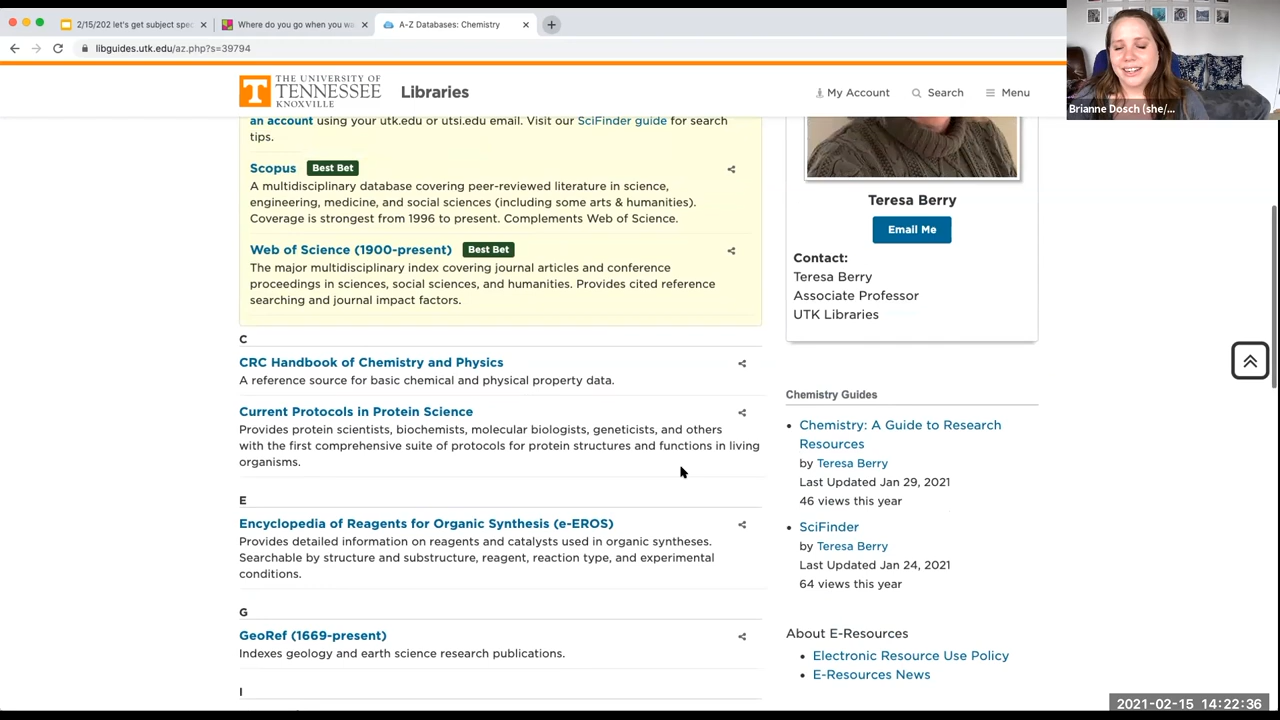 2/15/202 let's get subject spec
Where do you go when you wa
A-Z Databases: Chemistry
libguides.utk.edu/az.php?s=39794
Brianne Dosch (she/...
THE UNIVERSITY OF
TENNESSEE
KNOXVILLE
Libraries
My Account
Search
Menu
an account using your utk.edu or utsi.edu email. Visit our SciFinder guide for search
tips.
Scopus Best Bet
A multidisciplinary database covering peer-reviewed literature in science,
engineering, medicine, and social sciences (including some arts & humanities).
Coverage is strongest from 1996 to present. Complements Web of Science.
Web of Science (1900-present) Best Bet
The major multidisciplinary index covering journal articles and conference
proceedings in sciences, social sciences, and humanities. Provides cited reference
searching and journal impact factors.
C
CRC Handbook of Chemistry and Physics
A reference source for basic chemical and physical property data.
Current Protocols in Protein Science
Provides protein scientists, biochemists, molecular biologists, geneticists, and others
with the first comprehensive suite of protocols for protein structures and functions in living
organisms.
E
Encyclopedia of Reagents for Organic Synthesis (e-EROS)
Provides detailed information on reagents and catalysts used in organic syntheses.
Searchable by structure and substructure, reagent, reaction type, and experimental
conditions.
G
GeoRef (1669-present)
Indexes geology and earth science research publications.
I
Teresa Berry
Email Me
Contact:
Teresa Berry
Associate Professor
UTK Libraries
Chemistry Guides
Chemistry: A Guide to Research
Resources
by Teresa Berry
Last Updated Jan 29, 2021
46 views this year
SciFinder
by Teresa Berry
Last Updated Jan 24, 2021
64 views this year
About E-Resources
Electronic Resource Use Policy
E-Resources News
2021-02-15 14:22:36